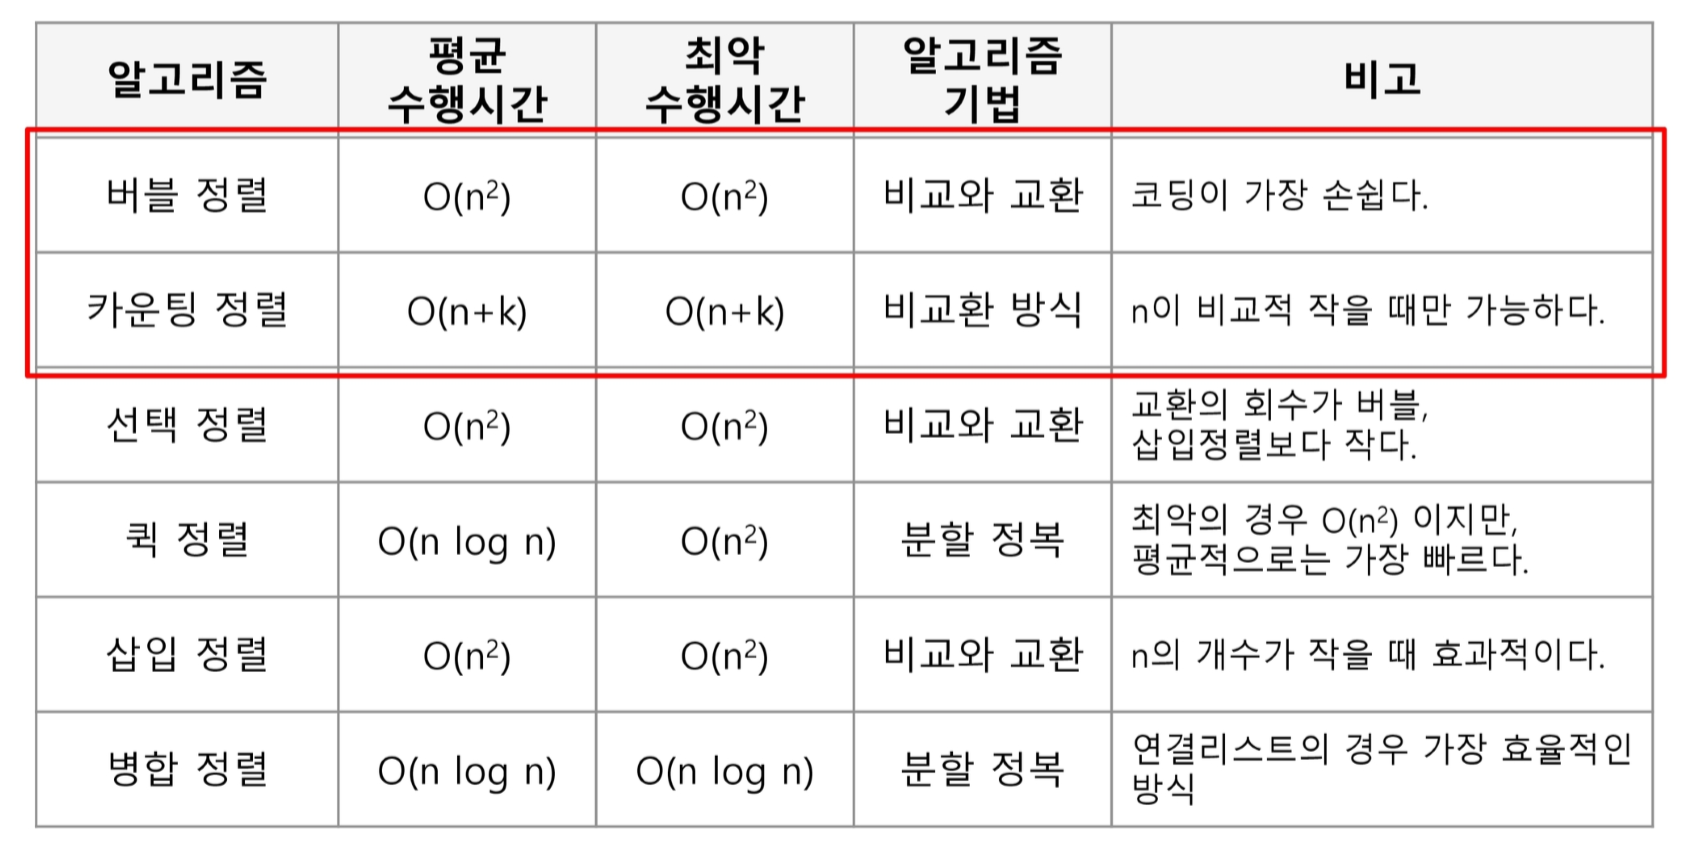 알고리즘
평균
수행시간
최악
수행시간
알고리즘
기법
비고
버블 정렬
O(n²)
O(n²)
비교와 교환
코딩이 가장 손쉽다.
카운팅 정렬
O(n+k)
O(n+k)
비교환 방식
n이 비교적 작을 때만 가능하다.
선택 정렬
O(n²)
O(n²)
비교와 교환
교환의 회수가 버블,
삽입정렬보다 작다.
퀵 정렬
O(n log n)
O(n²)
분할 정복
최악의 경우 O(n²) 이지만,
평균적으로는 가장 빠르다.
삽입 정렬
O(n²)
O(n²)
비교와 교환
n의 개수가 작을 때 효과적이다.
병합 정렬
O(n log n)
O(n log n)
분할 정복
연결리스트의 경우 가장 효율적인
방식